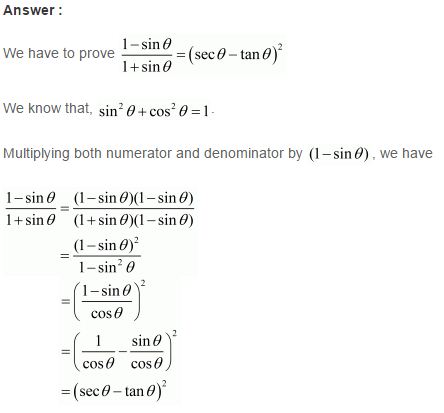 Answer :
We have to prove \frac{1-\sin\theta}{1+\sin\theta}=(\sec\theta-\tan\theta)^2
We know that, \sin^2\theta+\cos^2\theta=1.
Multiplying both numerator and denominator by (1-\sin\theta), we have
\frac{1-\sin\theta}{1+\sin\theta}=\frac{(1-\sin\theta)(1-\sin\theta)}{(1+\sin\theta)(1-\sin\theta)}
=\frac{(1-\sin\theta)^2}{1-\sin^2\theta}
=\left(\frac{1-\sin\theta}{\cos\theta}\right)^2
=\left(\frac{1}{\cos\theta}-\frac{\sin\theta}{\cos\theta}\right)^2
=(\sec\theta-\tan\theta)^2